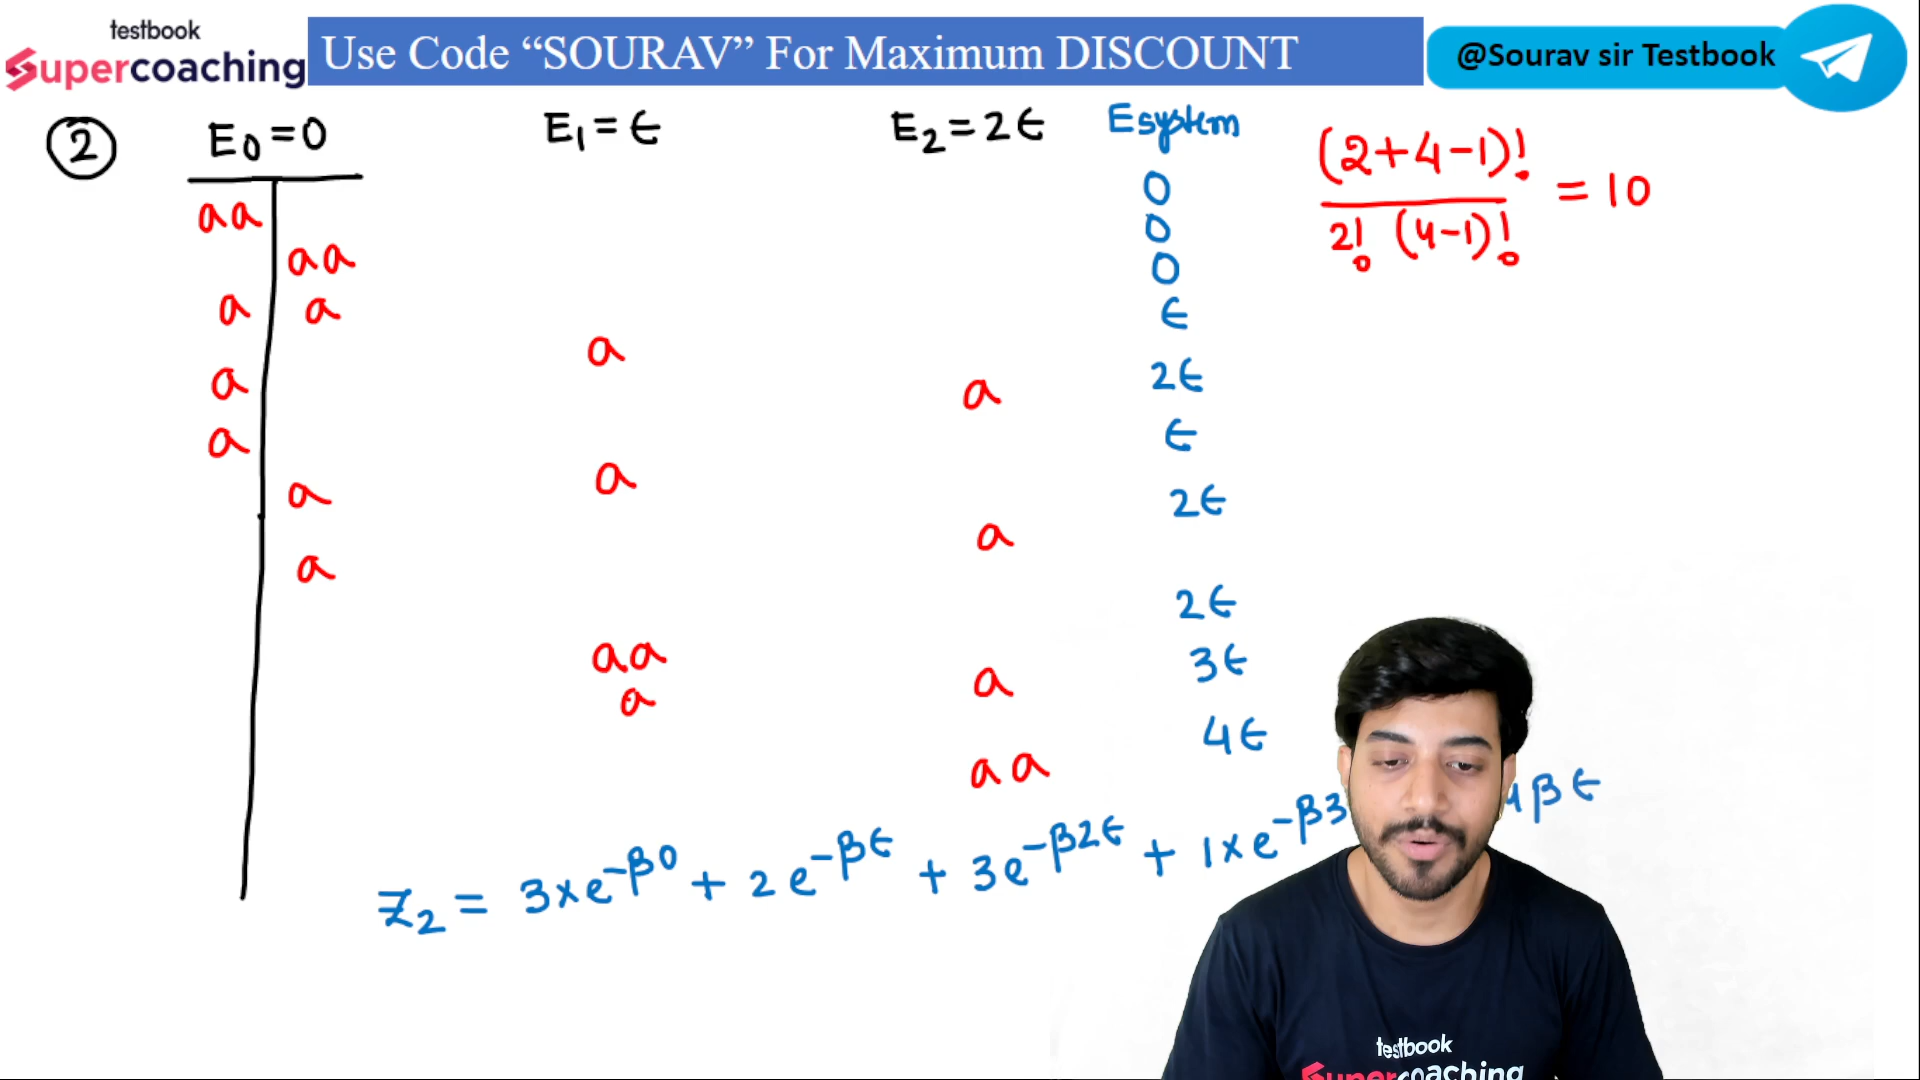 testbook
Supercoaching
Use Code “SOURAV” For Maximum DISCOUNT
@Sourav sir Testbook
② E₀ = 0 E₁ = ϵ E₂ = 2ϵ Esystem
(2+4-1)! / 2! (4-1)! = 10
aa 0
aa 0
a a 0
a a ϵ
a a 2ϵ
a a ϵ
a a 2ϵ
aa 2ϵ
a a 3ϵ
aa 4ϵ
Z₂ = 3×e^-β0 + 2e^-βϵ + 3e^-β2ϵ + 1×e^-β3 4βϵ
testbook
Supercoaching